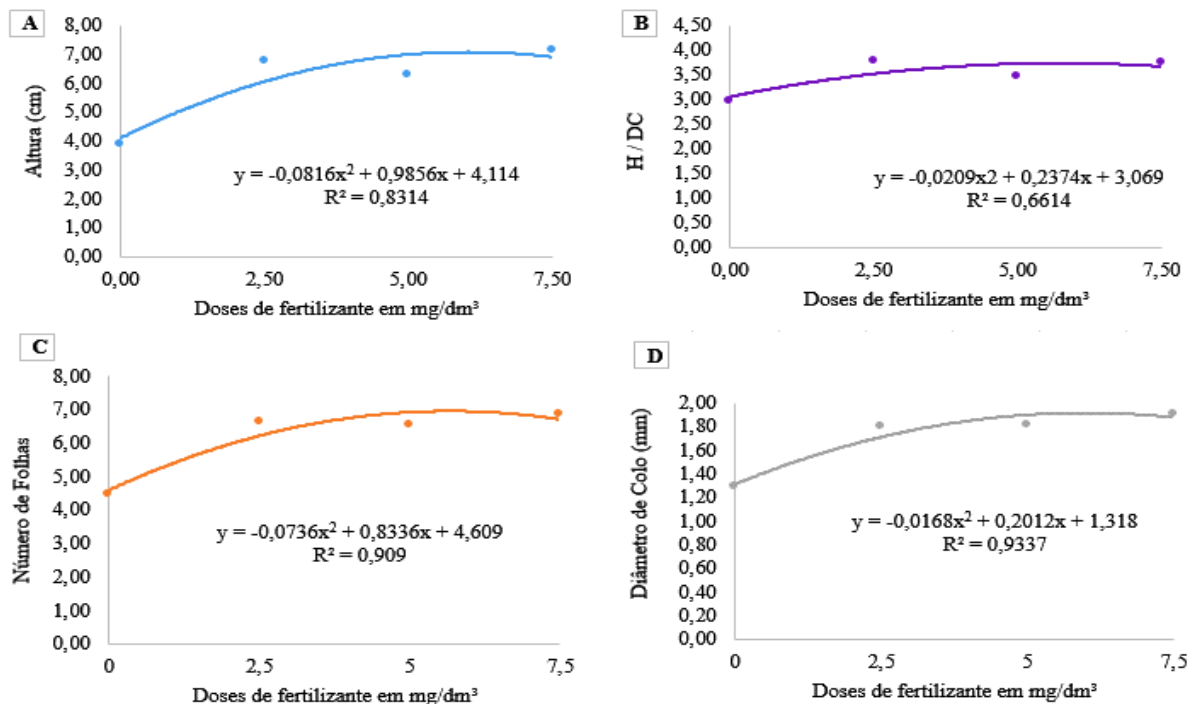 A
8,00
7,00
6,00
5,00
4,00
3,00
2,00
1,00
0,00
Altura (cm)
y = -0,0816x² + 0,9856x + 4,114
R² = 0,8314
0,00 2,50 5,00 7,50
Doses de fertilizante em mg/dm³
B
4,50
4,00
3,50
3,00
2,50
2,00
1,50
1,00
0,50
0,00
H / DC
y = -0,0209x2 + 0,2374x + 3,069
R² = 0,6614
0,00 2,50 5,00 7,50
Doses de fertilizante em mg/dm³
C
8,00
7,00
6,00
5,00
4,00
3,00
2,00
1,00
0,00
Número de Folhas
y = -0,0736x² + 0,8336x + 4,609
R² = 0,909
0 2,5 5 7,5
Doses de fertilizante em mg/dm³
D
2,00
1,80
1,60
1,40
1,20
1,00
0,80
0,60
0,40
0,20
0,00
Diâmetro de Colo (mm)
y = -0,0168x² + 0,2012x + 1,318
R² = 0,9337
0 2,5 5 7,5
Doses de fertilizante em mg/dm³